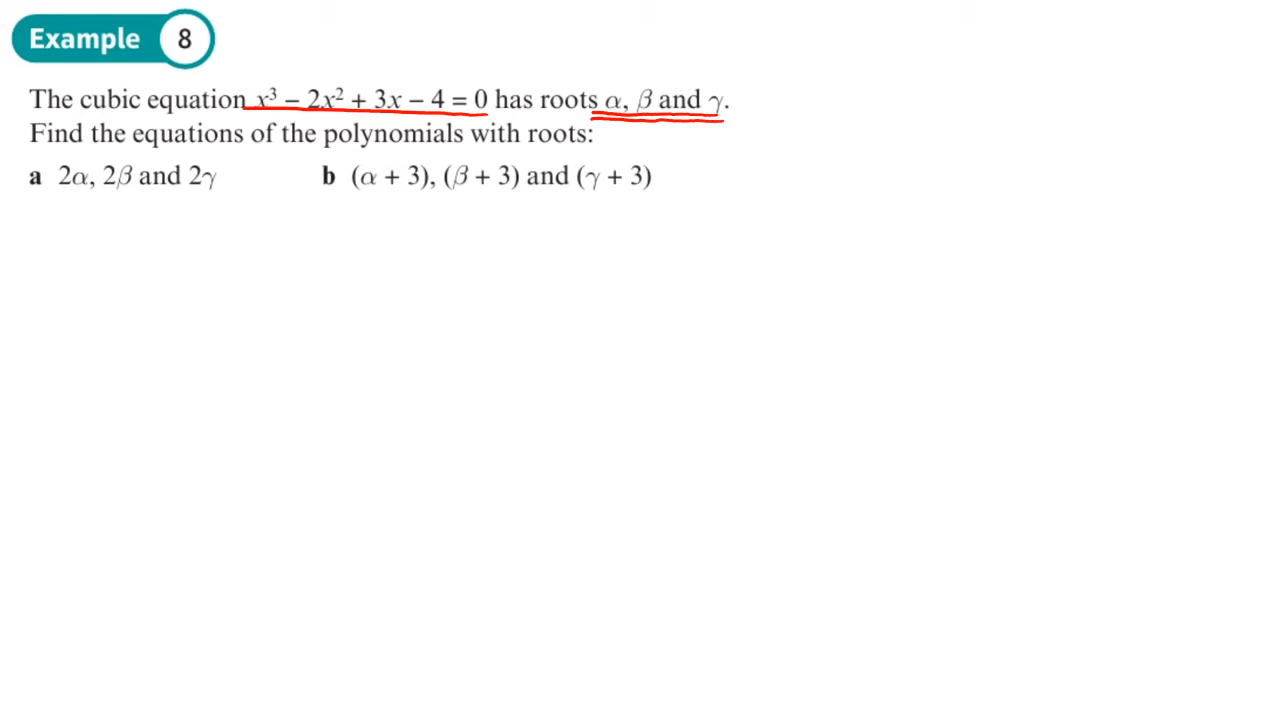 Example 8
The cubic equation x³ – 2x² + 3x – 4 = 0 has roots α, β and γ.
Find the equations of the polynomials with roots:
a 2α, 2β and 2γ b (α + 3), (β + 3) and (γ + 3)